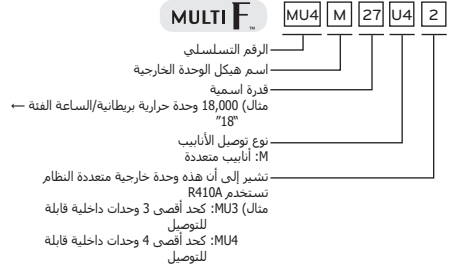 MULTI F™ MU4 M 27 U4 2
الرقم التسلسلي
اسم هيكل الوحدة الخارجية
قدرة اسمية
مثال) 18,000 وحدة حرارية بريطانية/الساعة الفئة ←
"18"
نوع توصيل الأنابيب
M: أنابيب متعددة
تشير إلى أن هذه وحدة خارجية متعددة النظام
تستخدم R410A
مثال) MU3: كحد أقصى 3 وحدات داخلية قابلة
للتوصيل
MU4: كحد أقصى 4 وحدات داخلية قابلة
للتوصيل